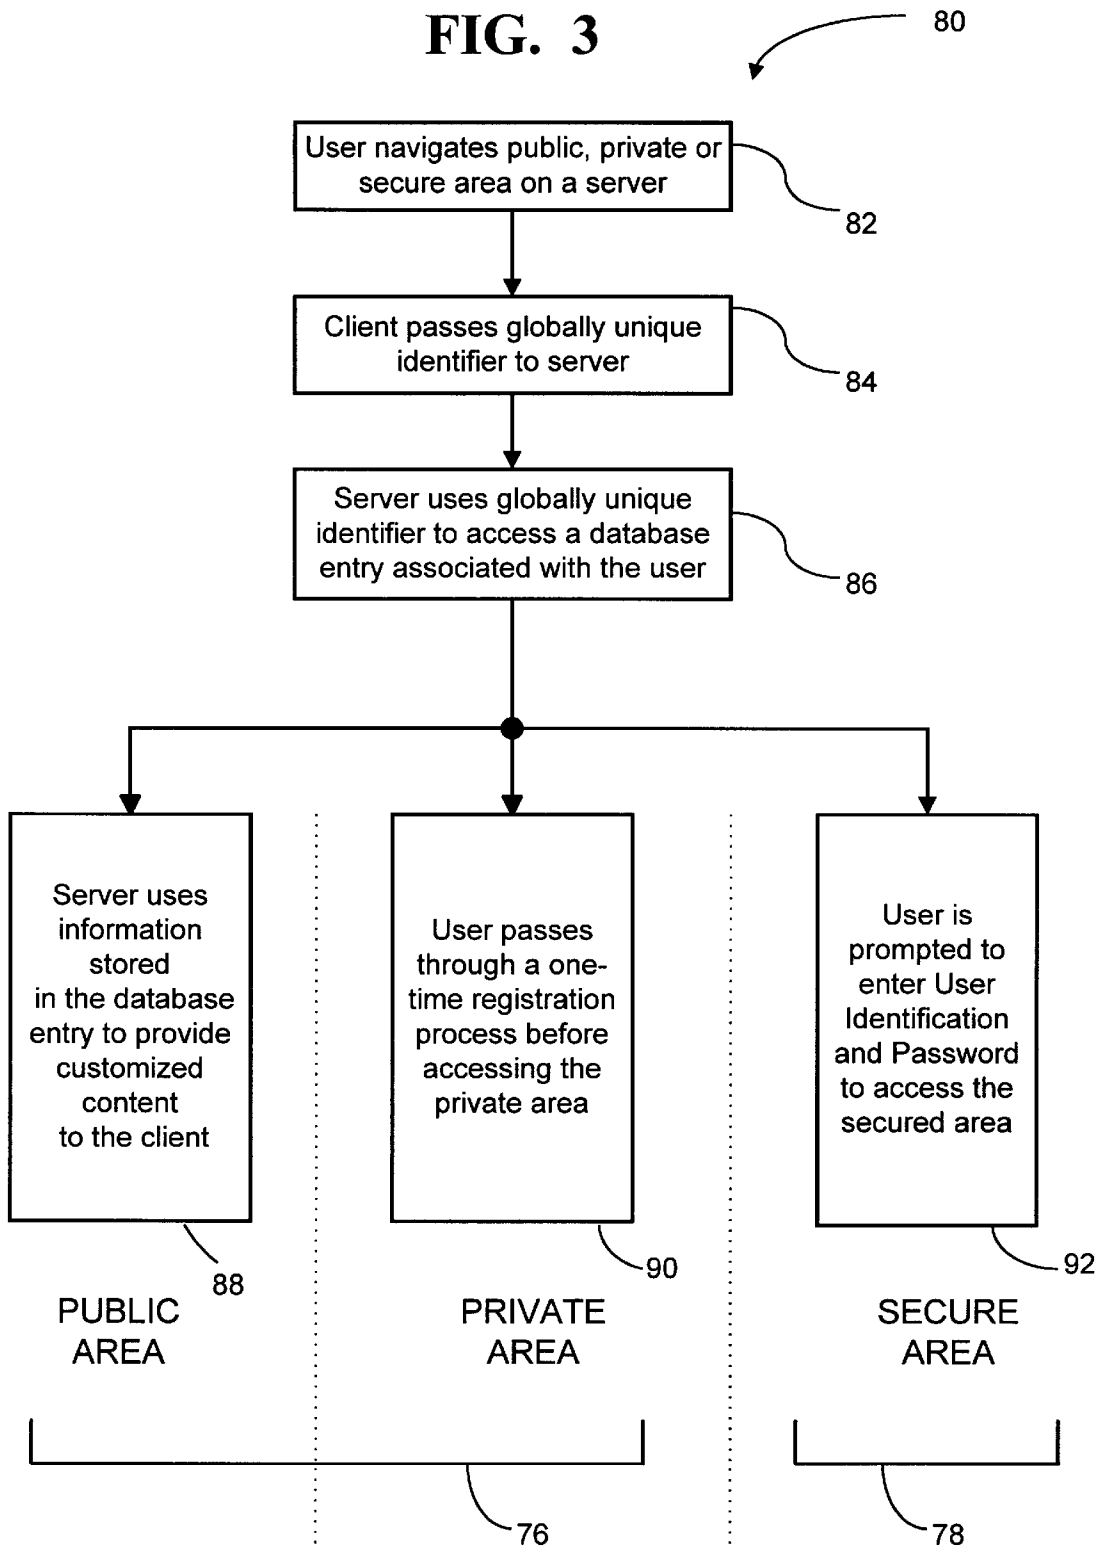 FIG. 3
80
User navigates public, private or
secure area on a server
82
Client passes globally unique
identifier to server
84
Server uses globally unique
identifier to access a database
entry associated with the user
86
Server uses
information
stored
in the database
entry to provide
customized
content
to the client
88
User passes
through a one-
time registration
process before
accessing the
private area
90
User is
prompted to
enter User
Identification
and Password
to access the
secured area
92
PUBLIC
AREA
PRIVATE
AREA
SECURE
AREA
76
78